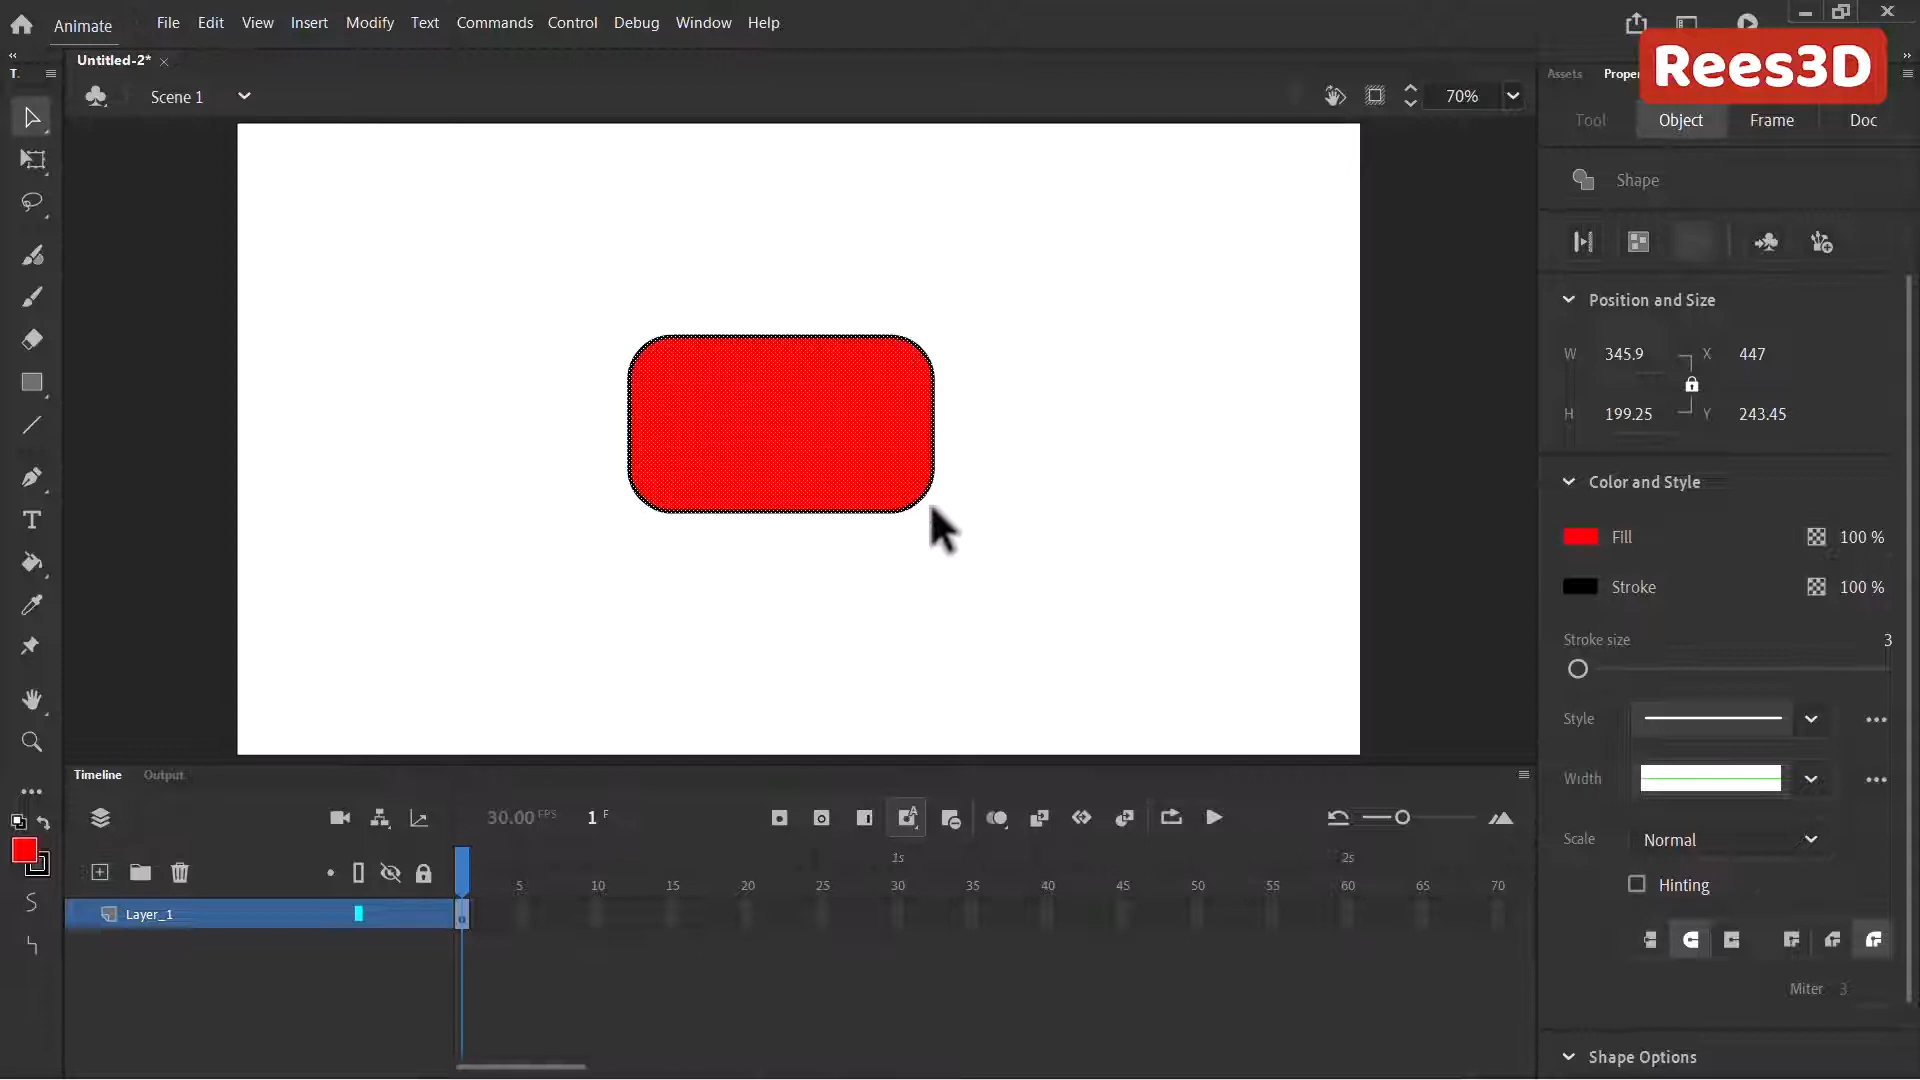 Animate File Edit View Insert Modify Text Commands Control Debug Window Help
Rees3D
T.
Untitled-2*
Assets Proper
Scene 1
70%
Tool Object Frame Doc
Shape
Position and Size
W 345.9 X 447
H 199.25 Y 243.45
Color and Style
Fill 100 %
Stroke 100 %
Stroke size 3
Style
Width
Scale Normal
Hinting
Miter 3
Shape Options
Timeline Output
30.00 FPS 1 F
1s 2s
5 10 15 20 25 30 35 40 45 50 55 60 65 70
Layer_1